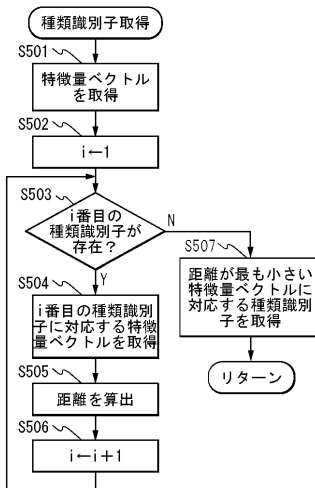 種類識別子取得
S501
特徴量ベクトル
を取得
S502
i←1
S503
i番目の
種類識別子が
存在?
N
Y
S504
i番目の種類識別
子に対応する特徴
量ベクトルを取得
S505
距離を算出
S506
i←i+1
S507
距離が最も小さい
特徴量ベクトルに
対応する種類識別
子を取得
リターン